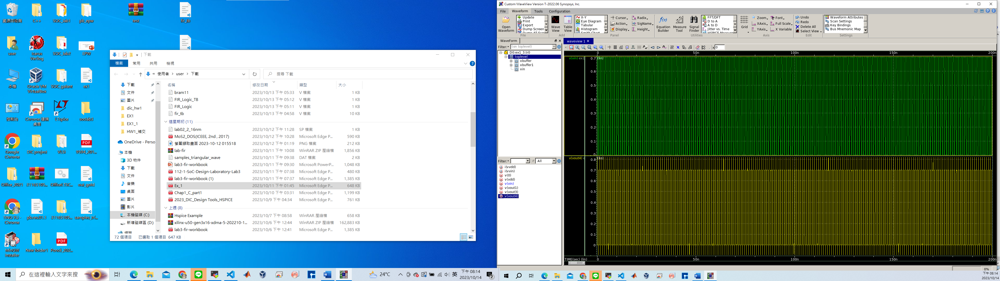 資源回收筒
C++
SOC_lab1
pb_epw
test
fir_tb
user
Icarus Verilog
SOC_lab2
EPW
本機
Oracle VM VirtualBox
SOC_galant
ex1
控制台
Chrome 遠端桌面
LTspice
soclab3
Google Chrome
DIC project
VLSI
9594_201...
Office_2021
31165105...
OfficeLTSC...
out_gold
TING YU - Chrome
pb.res.01.1
31165105...
samples_tri...
MinGW Installer
New folder1
Ponce_202...
下載
檔案 常用 共用 檢視
« 使用者 > user > 下載
搜尋 下載
下載
文件
圖片
dic_hw1
EX1
EX1_1
HW1_補交
OneDrive - Perso
本機
3D 物件
下載
文件
音樂
桌面
圖片
影片
本機磁碟 (C:)
新增磁碟區 (D:)
網路
名稱 修改日期 類型 大小
bram11 2023/10/13 下午 05:33 V 檔案 1 KB
FIR_Logic_TB 2023/10/13 下午 05:12 V 檔案 1 KB
FIR_Logic 2023/10/13 下午 05:11 V 檔案 1 KB
fir_tb 2023/10/13 下午 04:58 V 檔案 10 KB
這星期初 (11)
lab02_2_16nm 2023/10/12 下午 11:28 SP 檔案 1 KB
MoS2_DOS(ICEEE, 2nd , 2017) 2023/10/12 下午 10:28 Microsoft Edge P... 590 KB
螢幕擷取畫面 2023-10-12 015518 2023/10/12 下午 01:19 PNG 檔案 212 KB
lab-fir 2023/10/11 下午 10:08 WinRAR ZIP 壓縮檔 1,856 KB
samples_triangular_wave 2023/10/11 下午 09:38 DAT 檔案 2 KB
lab3-fir-workbook 2023/10/11 下午 09:30 Microsoft PowerP... 1,048 KB
112-1-SoC-Design-Laboratory-Lab3 2023/10/11 下午 07:38 Microsoft Edge P... 480 KB
lab3-fir-workbook (1) 2023/10/11 下午 07:37 Microsoft Edge P... 1,385 KB
Ex_1 2023/10/11 下午 01:45 Microsoft Edge P... 648 KB
Chap1_C_part1 2023/10/10 下午 03:31 Microsoft Edge P... 1,199 KB
2023_DIC_Design Tools_HSPICE 2023/10/9 下午 04:34 Microsoft Edge P... 761 KB
上週 (8)
Hspice Example 2023/10/7 下午 08:58 WinRAR 壓縮檔 658 KB
xilinx-u50-gen3x16-xdma-5-202210-1... 2023/10/6 下午 12:44 WinRAR ZIP 壓縮檔 162,883 KB
lab3-fir-workbook 2023/10/6 下午 12:41 Microsoft Edge P... 1,385 KB
72 個項目 已選取 1 個項目 647 KB
在這裡輸入文字來搜
24°C
英
下午 08:14
2023/10/14
2
Custom WaveView Version T-2022.06 Synopsys, Inc.
File Waveform Tools Configuration
Open Waveform
Update
Print
Export
Dump Screen
File
Wave View
Table View
Add
X-Y
Eye Diagram
Tabular
Histogram
Smith Chart
Cursor
Action
Display
Radix
SigName
Height
Panel
f(x)
Equation Builder
Measure Tool
Signal Finder
FFT/DFT
D to A
A to D
Jitter vs. Time
HSPICE Measure
Utilities
Grid
Zoom
XAxis
YAxis
Font
Full Scale
X Variable
Axis
Undo
Redo
Delete All
Select View
Edit
Waveform Attributes
Scan Settings
Key Bindings
Bus Mnemonic Map
Settings
WaveForm
waveview 1
Filter: (on toplevel)
x 0
D0:ex1_3.tr0
toplevel
xbuffer
xbuffer1
xin
Filter: All
i(vvdd)
i(vvin)
v(0)
v(vdd)
v(vin)
v(vout1)
v(vout3)
v(vout4)
0 50n 100n 150n 200n
v(vin) ex1
(lin)
0.7
0.6
0.5
0.4
0.3
0.2
0.1
0
v(vout4) e
(lin)
0.8
0.7
0.6
0.5
0.4
0.3
0.2
0.1
0
TIME(sec) (lin) 0 50n 100n 150n 200n
0%
下午 08:14
2023/10/14